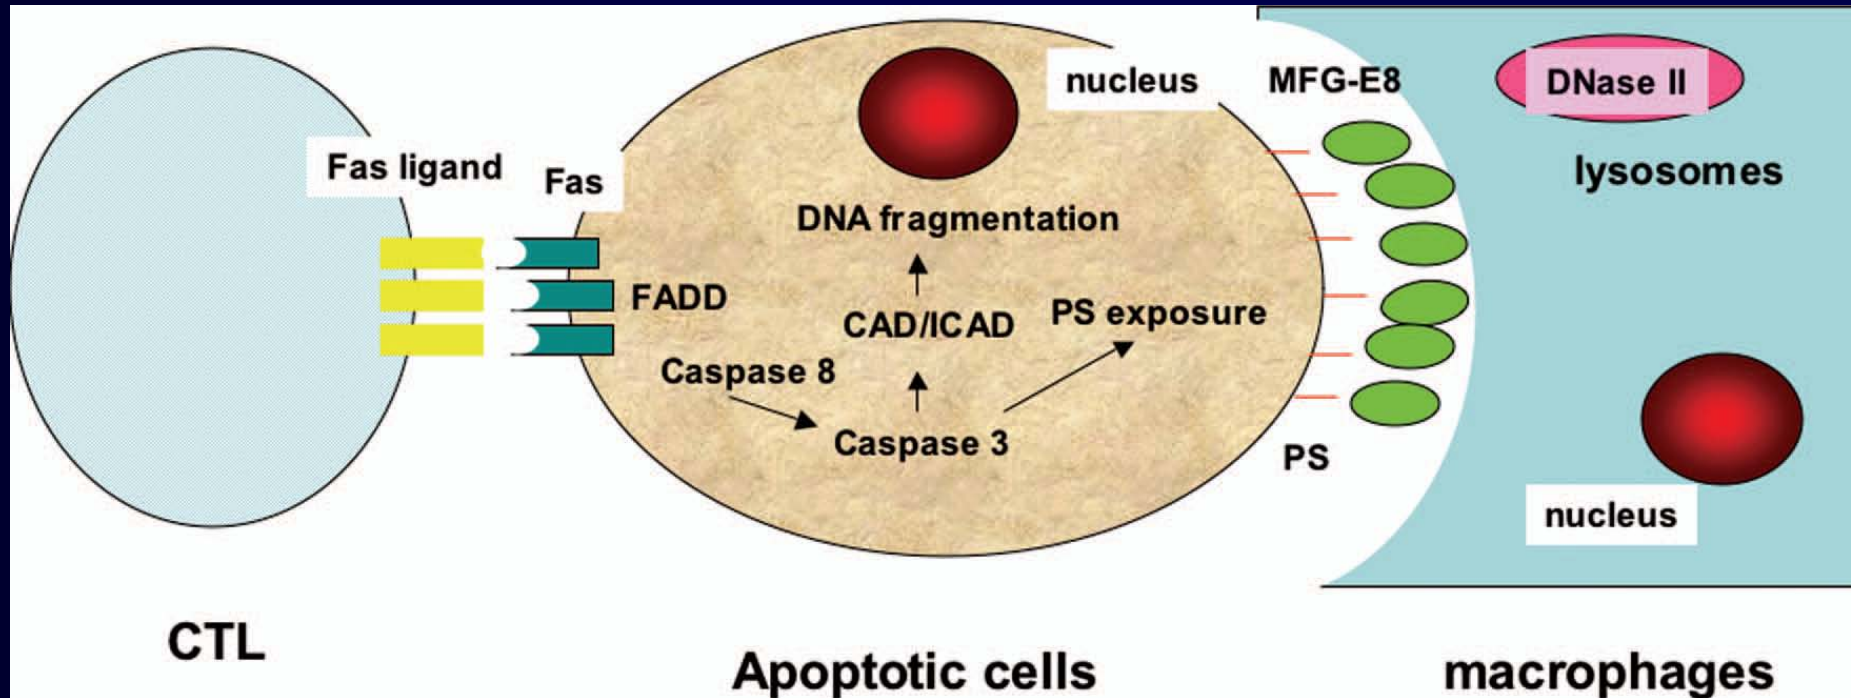 Fas ligand
Fas
FADD
nucleus
DNA fragmentation
CAD/ICAD
PS exposure
Caspase 8
Caspase 3
MFG-E8
PS
DNase II
lysosomes
nucleus
CTL
Apoptotic cells
macrophages